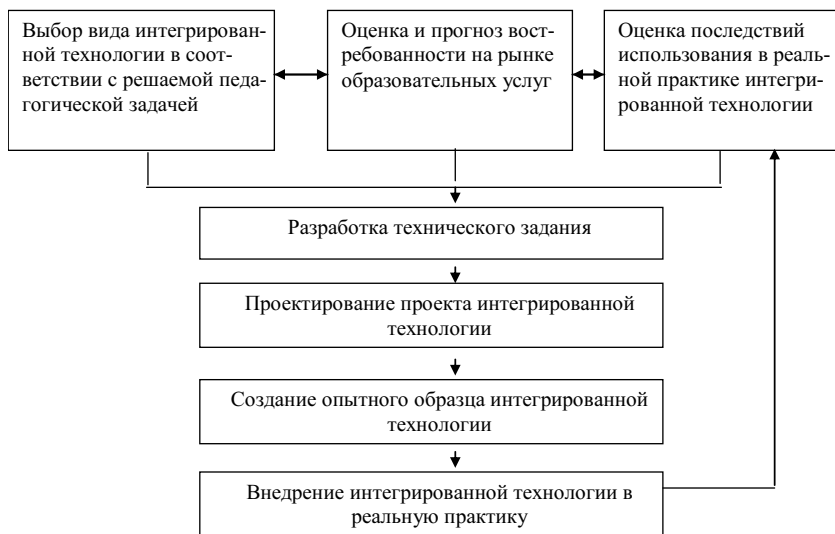 Выбор вида интегрирован-
ной технологии в соот-
ветствии с решаемой педа-
гогической задачей
Оценка и прогноз вост-
ребованности на рынке
образовательных услуг
Оценка последствий
использования в реаль-
ной практике интег-
рированной технологии
Разработка технического задания
Проектирование проекта интегрированной
технологии
Создание опытного образца интегрированной
технологии
Внедрение интегрированной технологии в
реальную практику